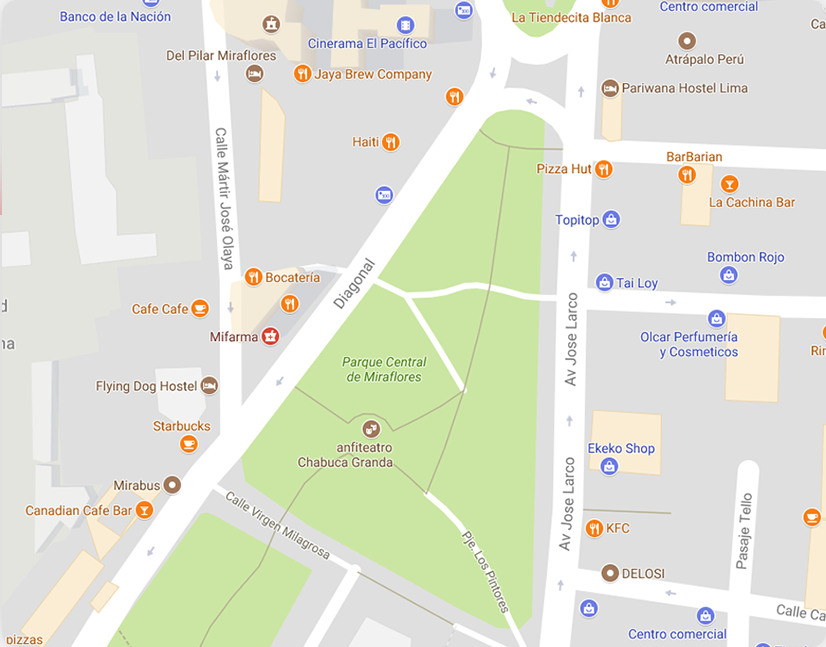 Banco de la Nación
La Tiendecita Blanca
Centro comercial
Ca
Cinerama El Pacífico
Del Pilar Miraflores
Atrápalo Perú
Jaya Brew Company
Pariwana Hostel Lima
Haiti
BarBarian
Pizza Hut
La Cachina Bar
Calle Mártir José Olaya
Topitop
Bombon Rojo
Bocatería
Diagonal
Tai Loy
d
Cafe Cafe
Av Jose Larco
Mifarma
na
Olcar Perfumería
y Cosmeticos
Rin
Parque Central
de Miraflores
Flying Dog Hostel
Starbucks
anfiteatro
Chabuca Granda
Ekeko Shop
Mirabus
Av Jose Larco
Canadian Cafe Bar
Calle Virgen Milagrosa
KFC
Pasaje Tello
Pje. Los Pintores
DELOSI
Calle Ca
Centro comercial
pizzas